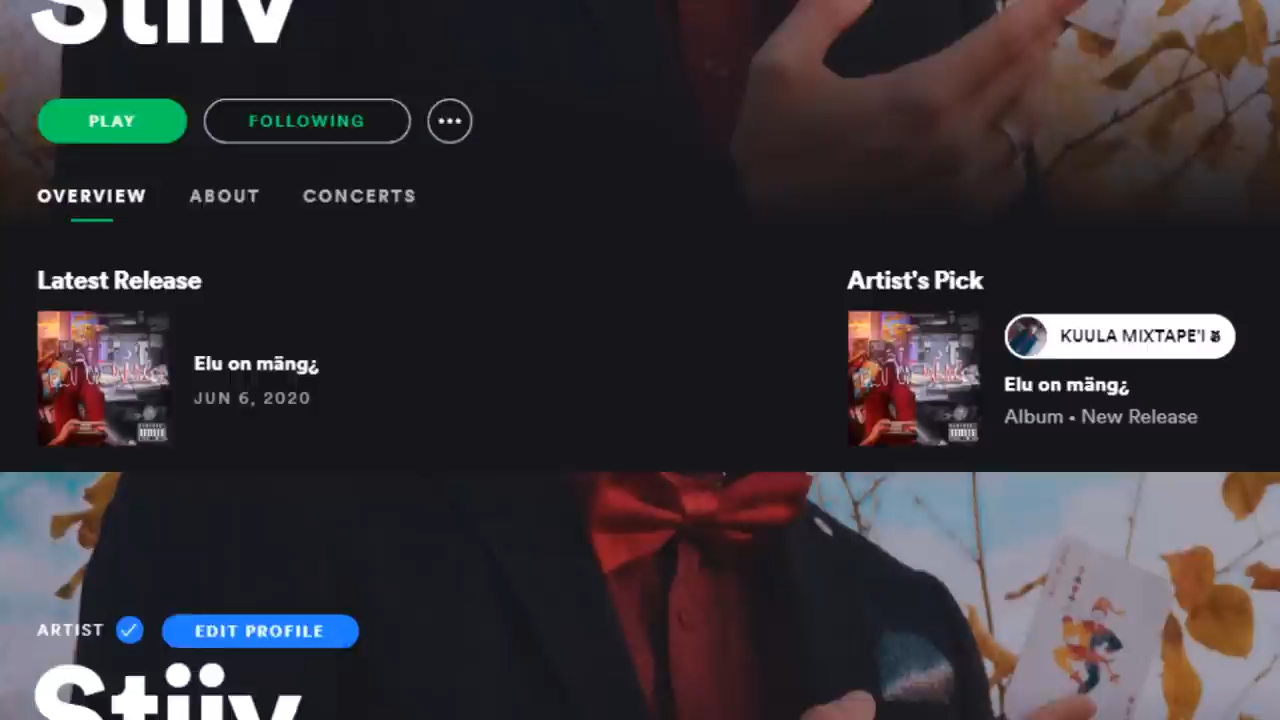 Stiiv
PLAY
FOLLOWING
OVERVIEW
ABOUT
CONCERTS
Latest Release
Elu on mäng¿
JUN 6, 2020
Artist's Pick
KUULA MIXTAPE'I
Elu on mäng¿
Album • New Release
ARTIST
EDIT PROFILE
Stiiv